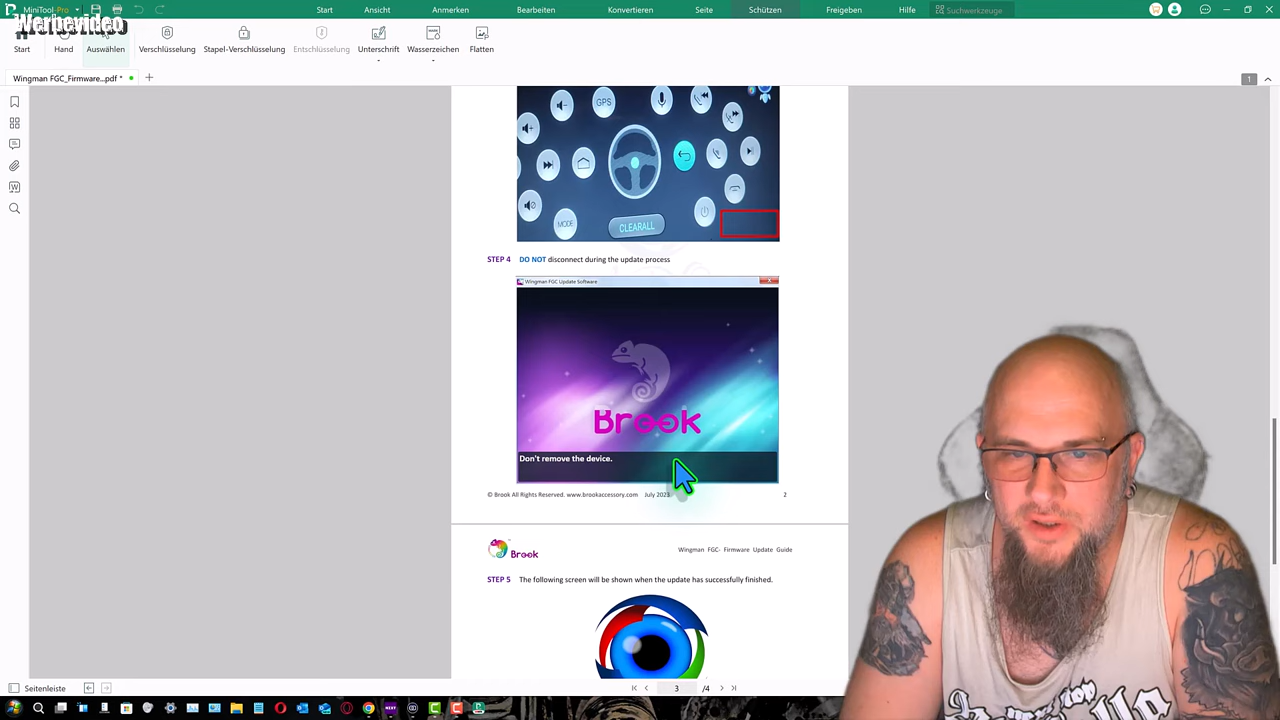 MiniTool-Pro
Start Ansicht Anmerken Bearbeiten Konvertieren Seite Schützen Freigeben Hilfe Suchwerkzeuge
Werbevideo
Start Hand Auswählen Verschlüsselung Stapel-Verschlüsselung Entschlüsselung Unterschrift Wasserzeichen Flatten
Wingman FGC_Firmware...pdf *
1
GPS
MODE
CLEARALL
STEP 4 DO NOT disconnect during the update process
Wingman FGC Update Software
Brook
Don't remove the device.
© Brook All Rights Reserved. www.brookaccessory.com July 2023 2
Brook
Wingman FGC- Firmware Update Guide
STEP 5 The following screen will be shown when the update has successfully finished.
Seitenleiste
3 /4